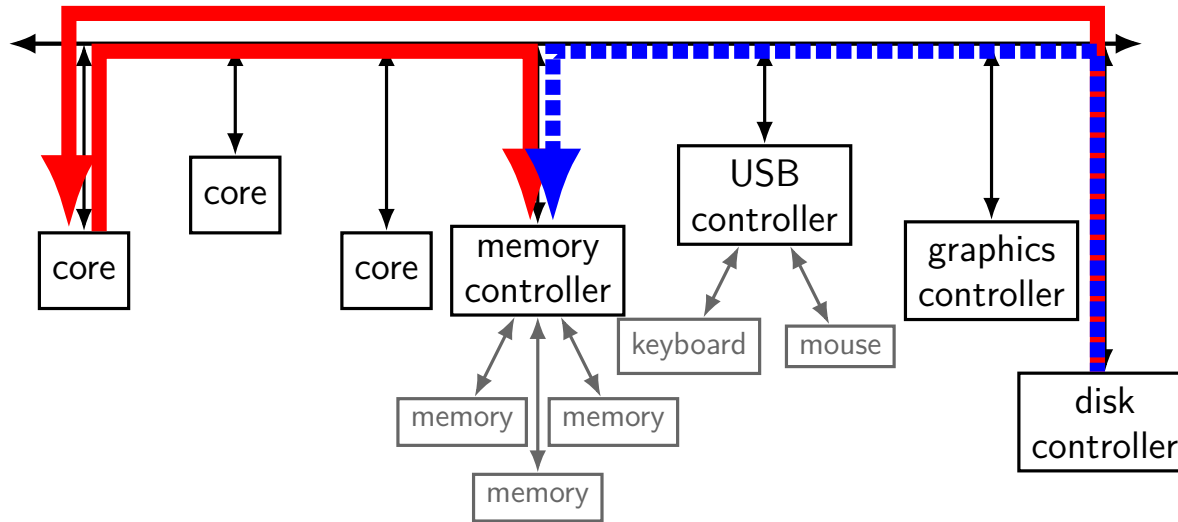 core
core
core
memory
controller
USB
controller
graphics
controller
disk
controller
keyboard
mouse
memory
memory
memory